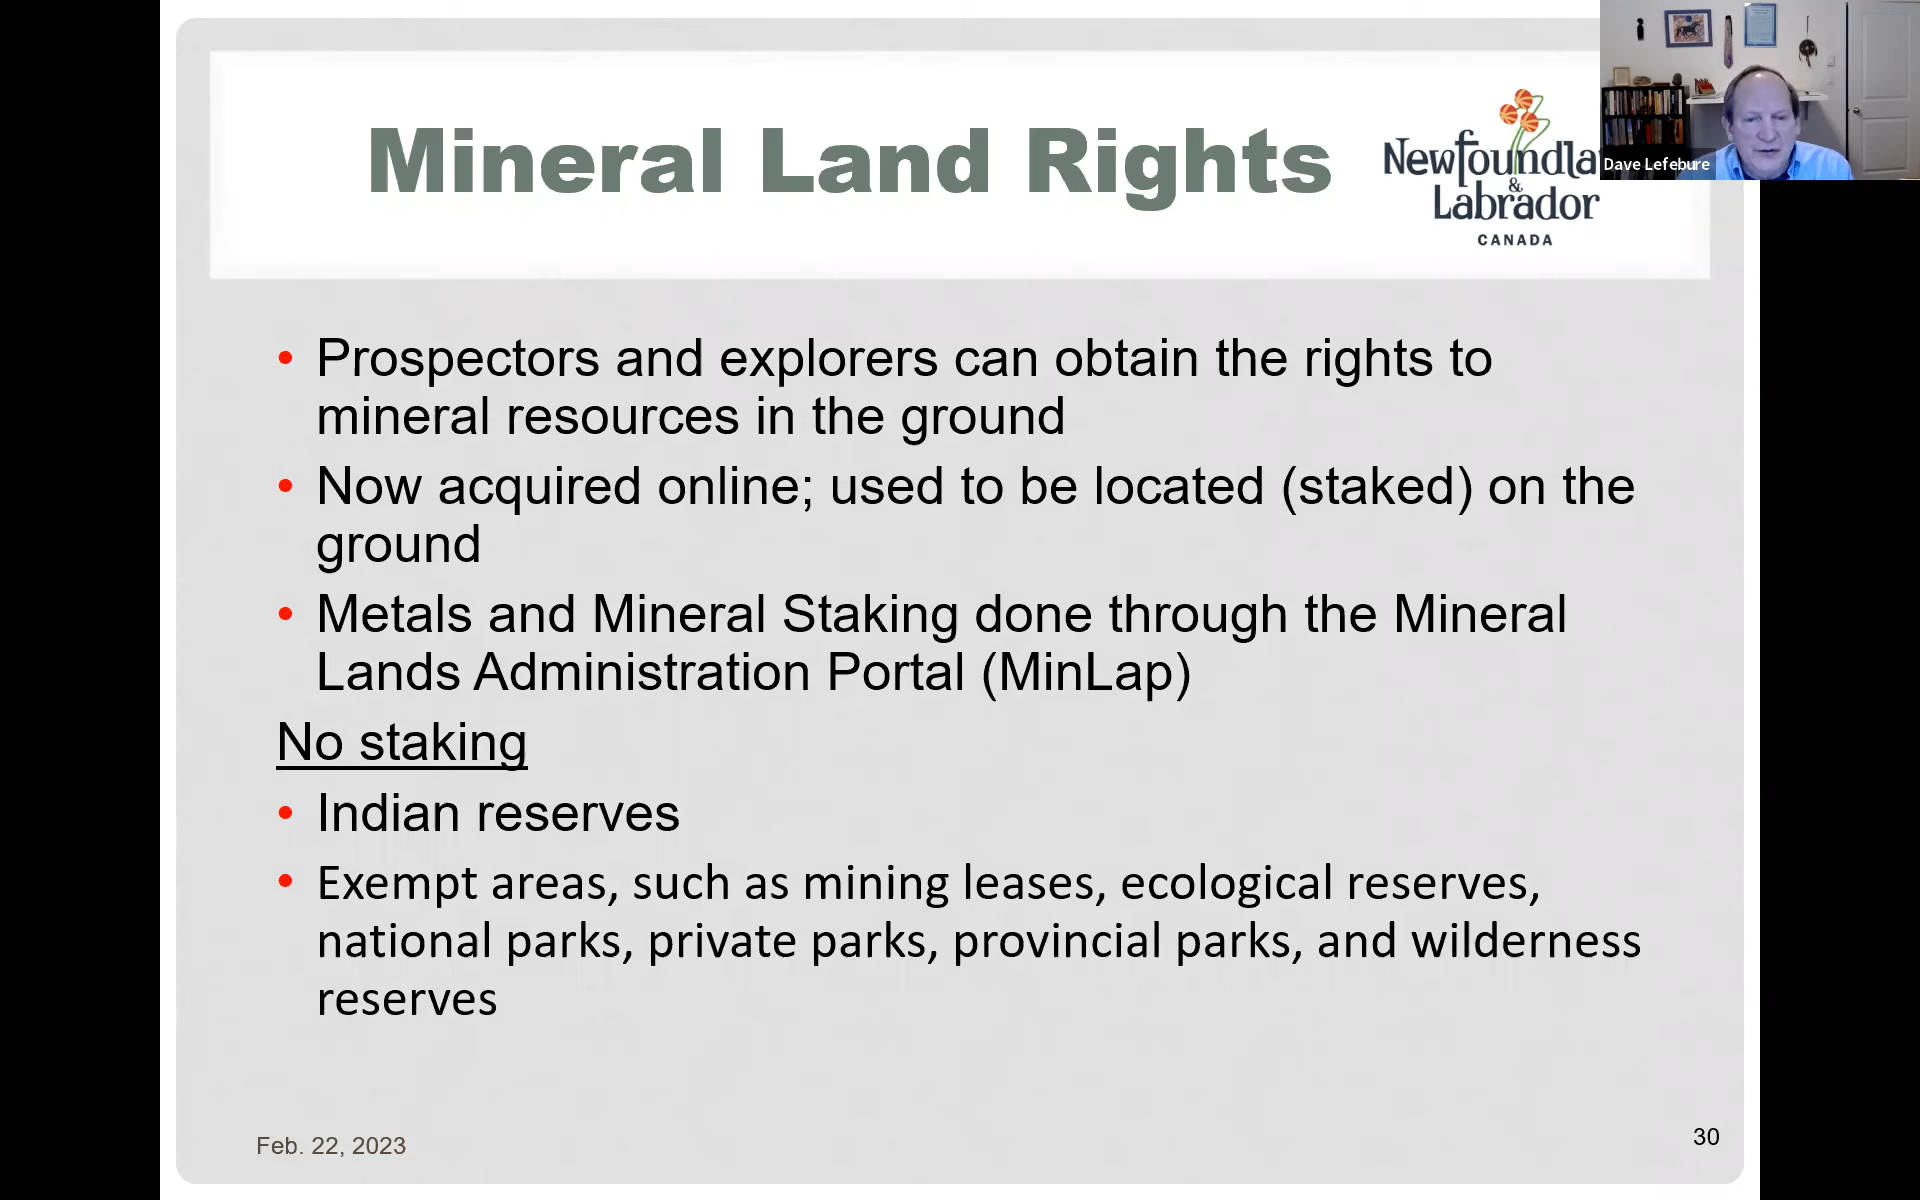 Mineral Land Rights
Newfoundla
&
Labrador
CANADA
Dave Lefebure
• Prospectors and explorers can obtain the rights to
mineral resources in the ground
• Now acquired online; used to be located (staked) on the
ground
• Metals and Mineral Staking done through the Mineral
Lands Administration Portal (MinLap)
No staking
• Indian reserves
• Exempt areas, such as mining leases, ecological reserves,
national parks, private parks, provincial parks, and wilderness
reserves
Feb. 22, 2023
30